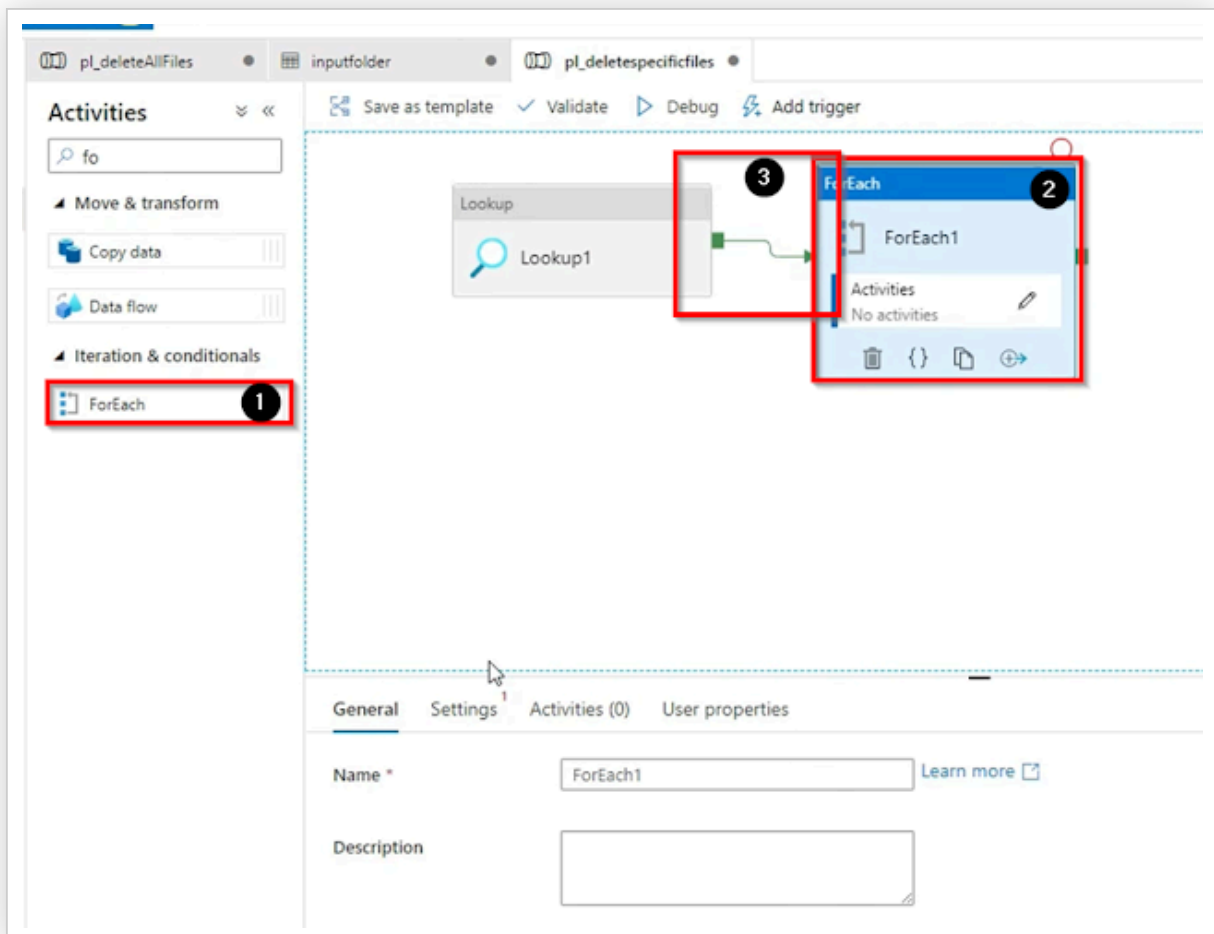 pl_deleteAllFiles
inputfolder
pl_deletespecificfiles
Activities
Save as template
Validate
Debug
Add trigger
fo
Move & transform
Copy data
Data flow
Iteration & conditionals
ForEach
1
Lookup
Lookup1
3
ForEach
2
ForEach1
Activities
No activities
{}
General
Settings 1
Activities (0)
User properties
Name *
ForEach1
Learn more
Description